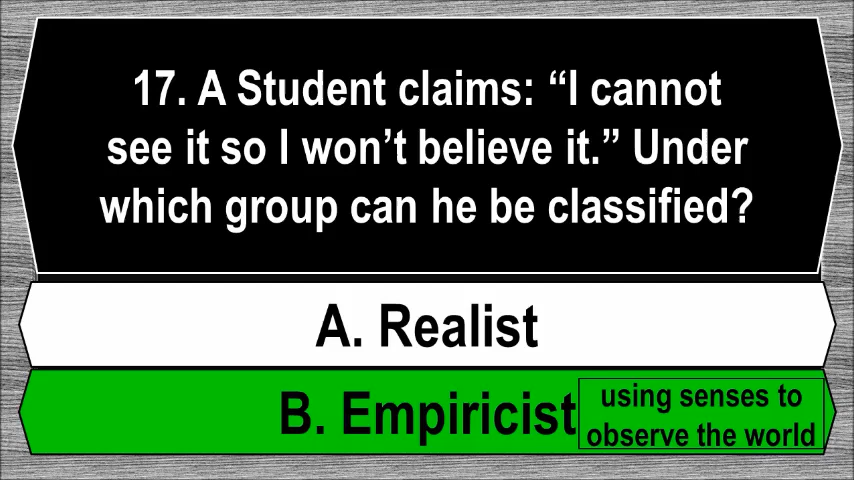 17. A Student claims: “I cannot
see it so I won’t believe it.” Under
which group can he be classified?
A. Realist
B. Empiricist
using senses to
observe the world